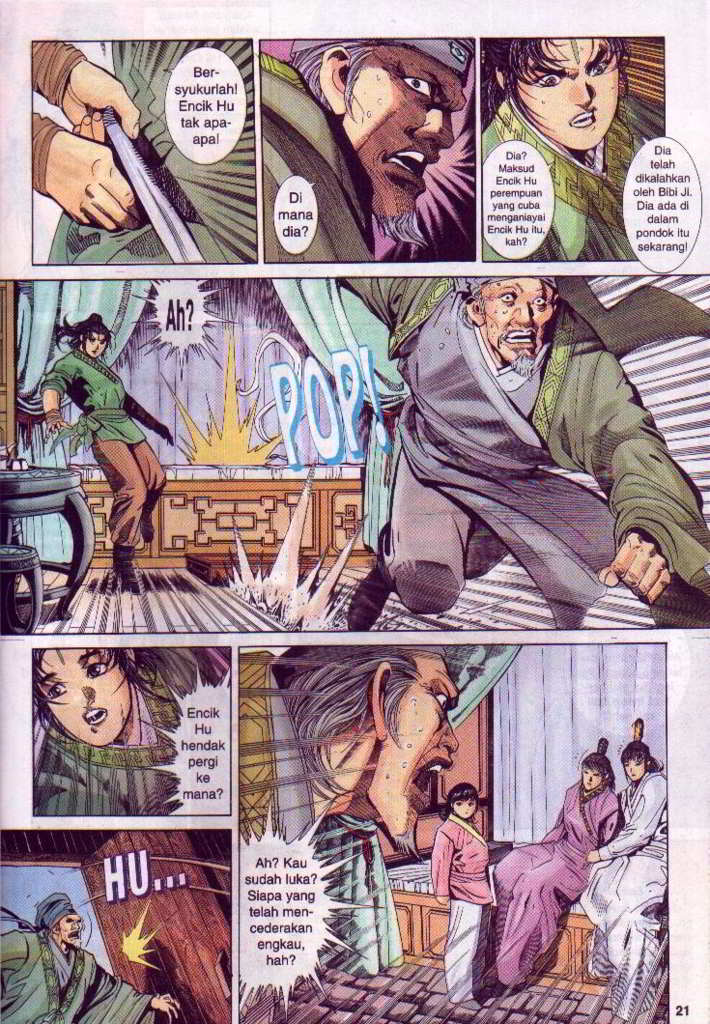 Ber-
syukurlah!
Encik Hu
tak apa-
apa!
Di
mana
dia?
Dia?
Maksud
Encik Hu
perempuan
yang cuba
menganiayai
Encik Hu itu,
kah?
Dia
telah
dikalahkan
oleh Bibi Ji.
Dia ada di
dalam
pondok itu
sekarang!
Ah?
POP!
Encik
Hu
hendak
pergi
ke
mana?
HU...
Ah? Kau
sudah luka?
Siapa yang
telah men-
cederakan
engkau,
hah?
21